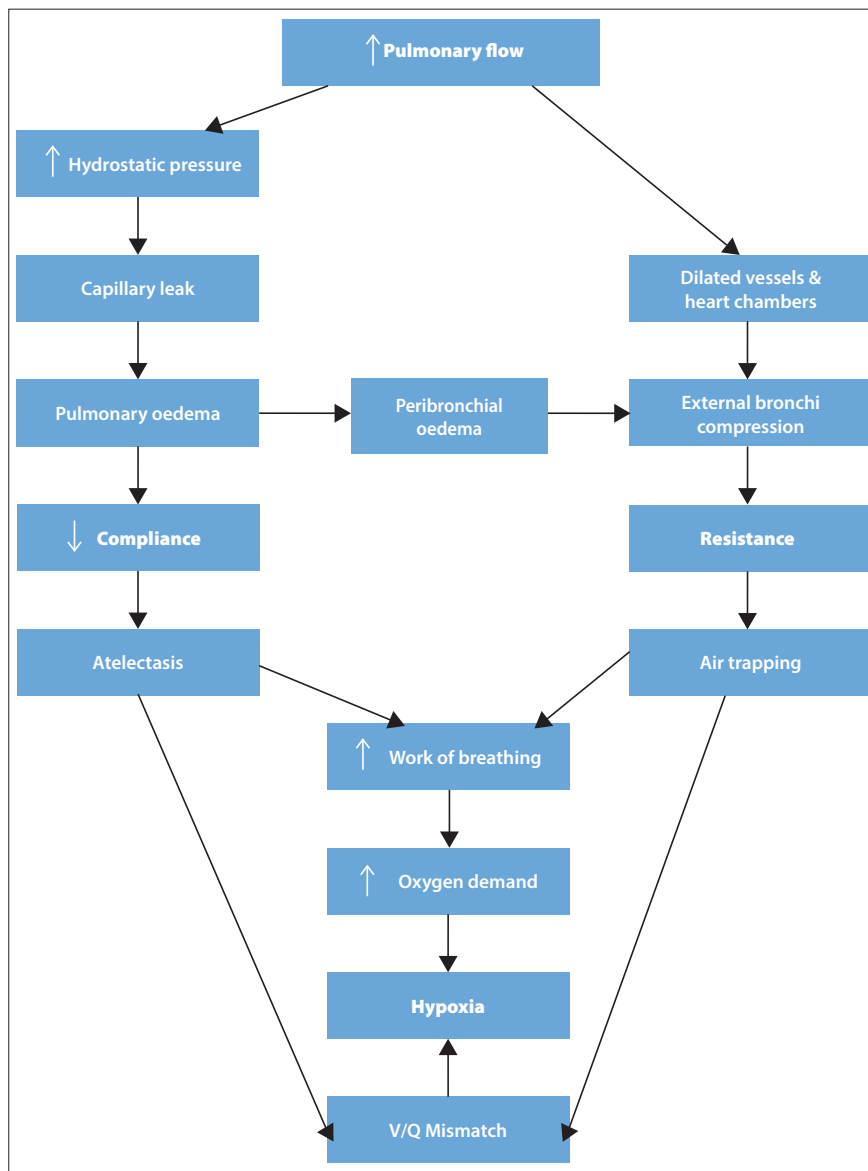 ↑ Pulmonary flow
↑ Hydrostatic pressure
Capillary leak
Dilated vessels &
heart chambers
Pulmonary oedema
Peribronchial
oedema
External bronchi
compression
↓ Compliance
Resistance
Atelectasis
Air trapping
↑ Work of breathing
↑ Oxygen demand
Hypoxia
V/Q Mismatch